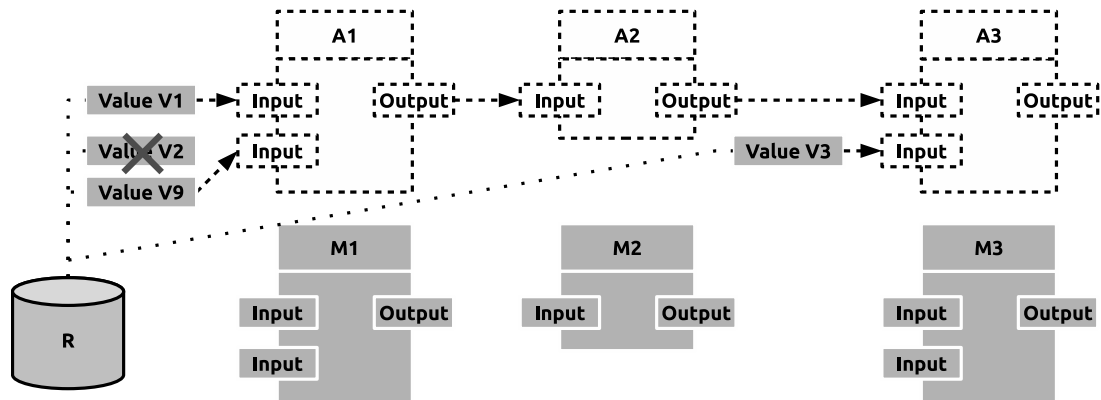 A1 A2 A3
Value V1 Input Output Input Output Input Output
Value V2 Input Value V3 Input
Value V9
M1 M2 M3
Input Output Input Output Input Output
R
Input Input